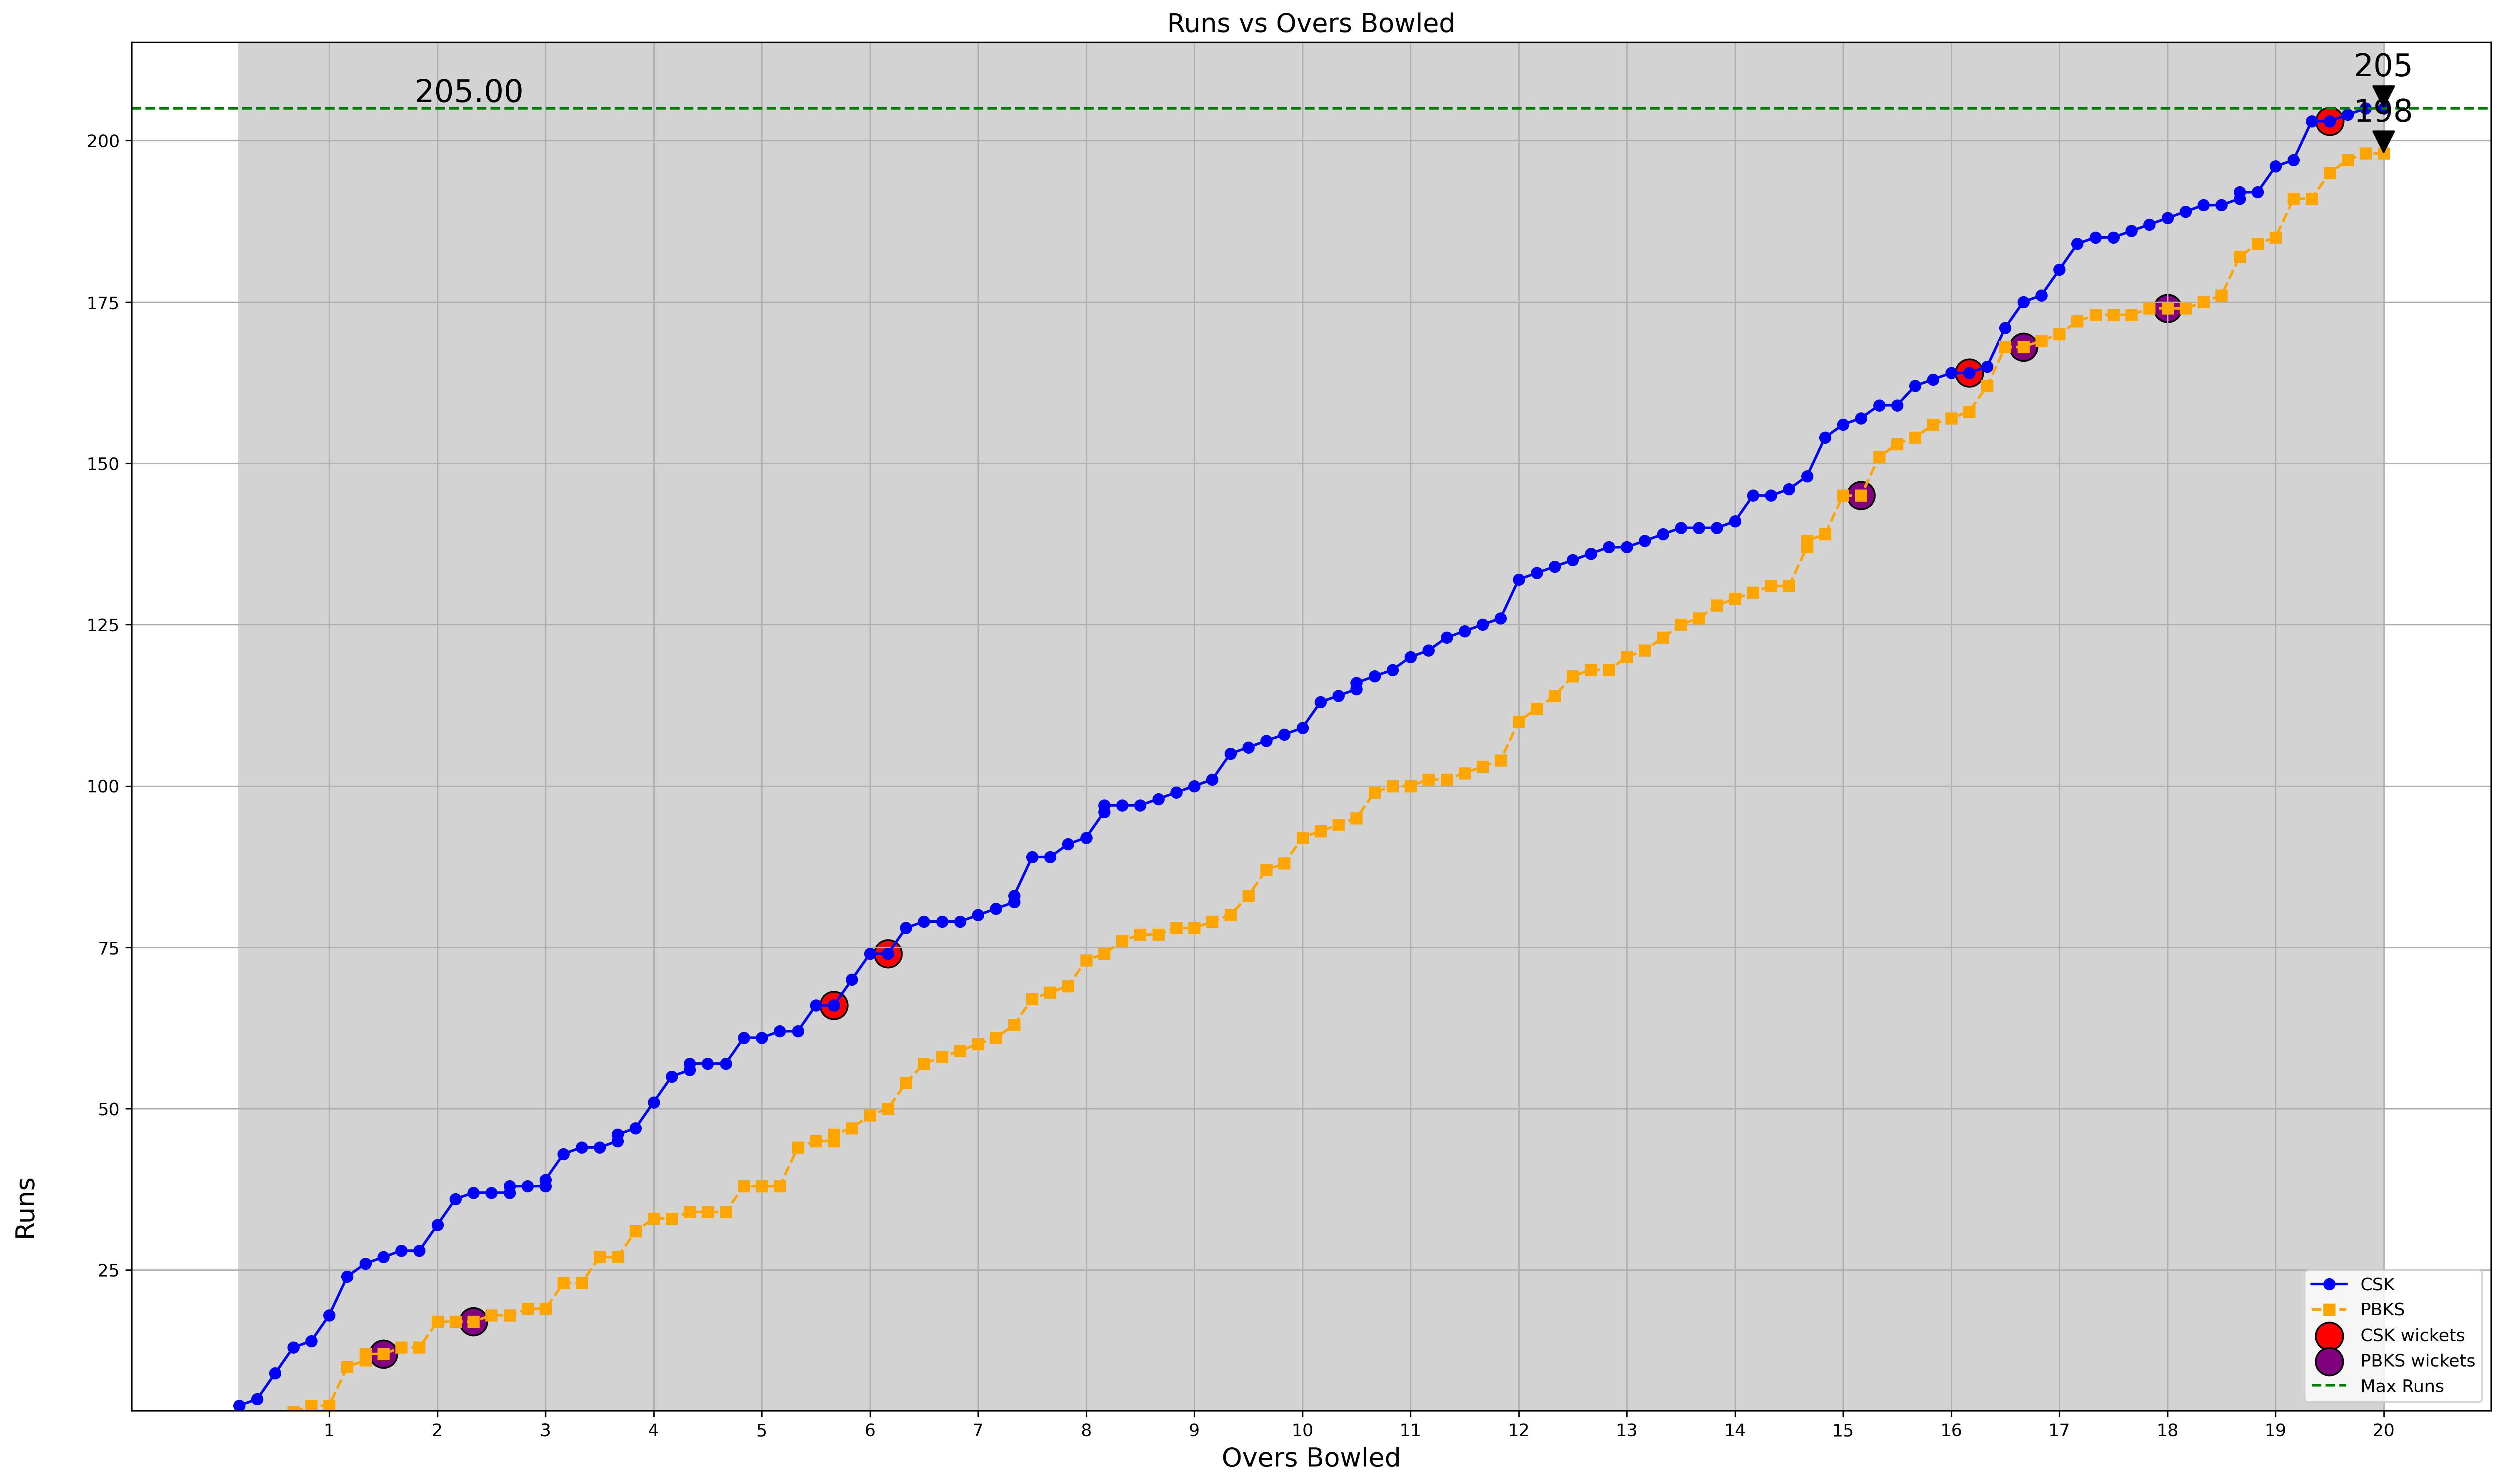 Runs vs Overs Bowled
205
205.00
198
200
175
150
125
100
75
50
25
Runs
1 2 3 4 5 6 7 8 9 10 11 12 13 14 15 16 17 18 19 20
Overs Bowled
CSK
PBKS
CSK wickets
PBKS wickets
Max Runs